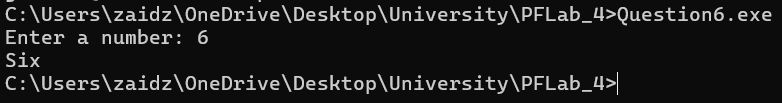 C:\Users\zaidz\OneDrive\Desktop\University\PFLab_4>Question6.exe
Enter a number: 6
Six
C:\Users\zaidz\OneDrive\Desktop\University\PFLab_4>